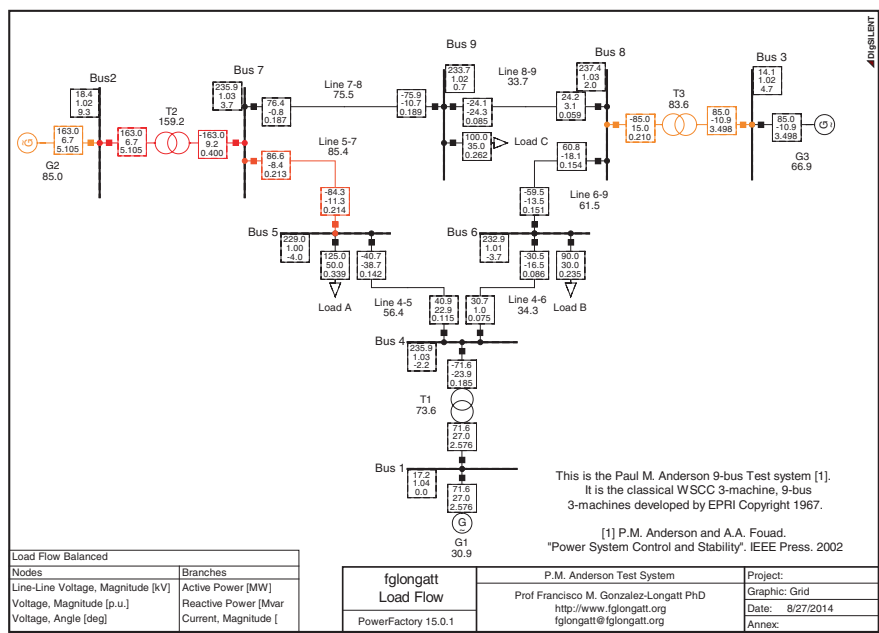 DIgSILENT
Bus 9
Line 8-9
33.7
Bus 8
Bus 3
Bus2
Bus 7
Line 7-8
75.5
18.4
1.02
9.3
235.9
1.03
3.7
233.7
1.02
0.7
237.4
1.03
2.0
14.1
1.02
4.7
76.4
-0.8
0.187
-75.9
-10.7
0.189
-24.1
-24.3
0.085
24.2
3.1
0.059
T2
159.2
T3
83.6
G~
163.0
6.7
5.105
163.0
6.7
5.105
-163.0
9.2
0.400
100.0
35.0
0.262
Load C
-85.0
15.0
0.210
85.0
-10.9
3.498
85.0
-10.9
3.498
G~
G2
85.0
G3
66.9
Line 5-7
85.4
86.6
-8.4
0.213
60.8
-18.1
0.154
-84.3
-11.3
0.214
-59.5
-13.5
0.151
Line 6-9
61.5
Bus 5
229.0
1.00
-4.0
Bus 6
232.9
1.01
-3.7
125.0
50.0
0.339
-40.7
-38.7
0.142
-30.5
-16.5
0.086
90.0
30.0
0.235
Load A
Line 4-5
56.4
40.9
22.9
0.115
30.7
1.0
0.075
Line 4-6
34.3
Load B
Bus 4
235.9
1.03
-2.2
-71.6
-23.9
0.185
T1
73.6
71.6
27.0
2.576
Bus 1
17.2
1.04
0.0
71.6
27.0
2.576
G~
G1
30.9
This is the Paul M. Anderson 9-bus Test system [1].
It is the classical WSCC 3-machine, 9-bus
3-machines developed by EPRI Copyright 1967.
[1] P.M. Anderson and A.A. Fouad.
"Power System Control and Stability". IEEE Press. 2002
Load Flow Balanced
Nodes Branches
Line-Line Voltage, Magnitude [kV] Active Power [MW]
Voltage, Magnitude [p.u.] Reactive Power [Mvar
Voltage, Angle [deg] Current, Magnitude [
fglongatt
Load Flow
PowerFactory 15.0.1
P.M. Anderson Test System
Prof Francisco M. Gonzalez-Longatt PhD
http://www.fglongatt.org
fglongatt@fglongatt.org
Project:
Graphic: Grid
Date: 8/27/2014
Annex: